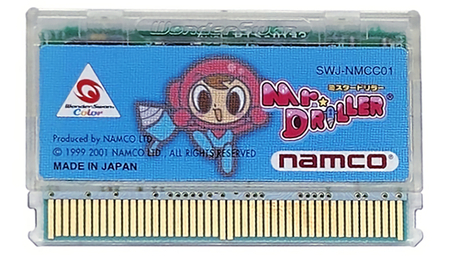 WonderSwan
SWJ-NMCC01
ミスタードリラー
MR. DRILLER
WonderSwan
Color
Produced by NAMCO LTD.
© 1999 2001 NAMCO LTD., ALL RIGHTS RESERVED
MADE IN JAPAN
namco